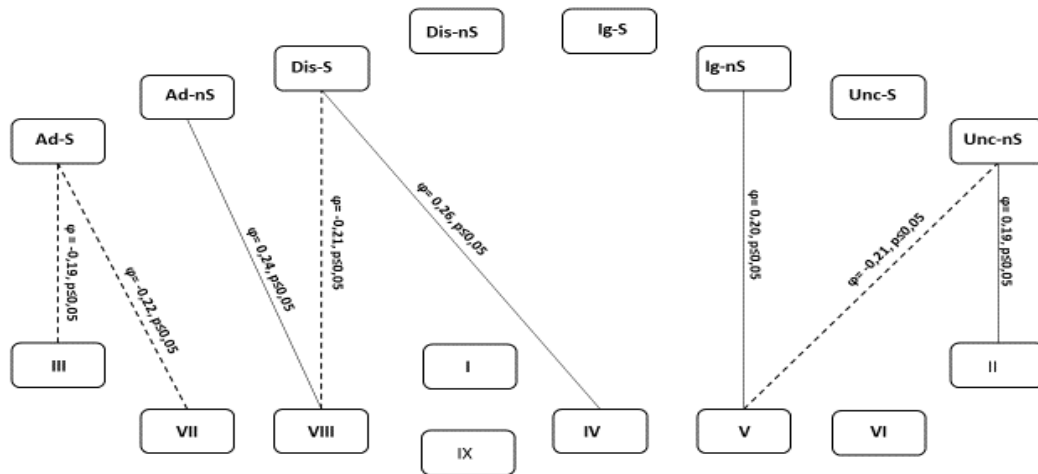 Dis-nS
Ig-S
Dis-S
Ig-nS
Ad-nS
Unc-S
Ad-S
Unc-nS
φ = -0,19, p≤0,05
φ= -0,22, p≤0,05
φ= 0,24, p≤0,05
φ= -0,21, p≤0,05
φ= 0,26, p≤0,05
φ= 0,20, p≤0,05
φ= -0,21, p≤0,05
φ= 0,19, p≤0,05
III
I
II
VII
VIII
IV
V
VI
IX